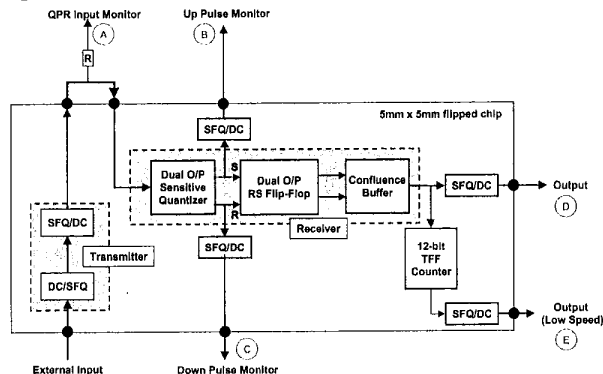 QPR Input Monitor
Up Pulse Monitor
A
B
R
5mm x 5mm flipped chip
SFQ/DC
Dual O/P
Sensitive
Quantizer
S
R
Dual O/P
RS Flip-Flop
Confluence
Buffer
SFQ/DC
Output
D
Receiver
SFQ/DC
SFQ/DC
Transmitter
12-bit
TFF
Counter
DC/SFQ
SFQ/DC
Output
(Low Speed)
E
C
External Input
Down Pulse Monitor